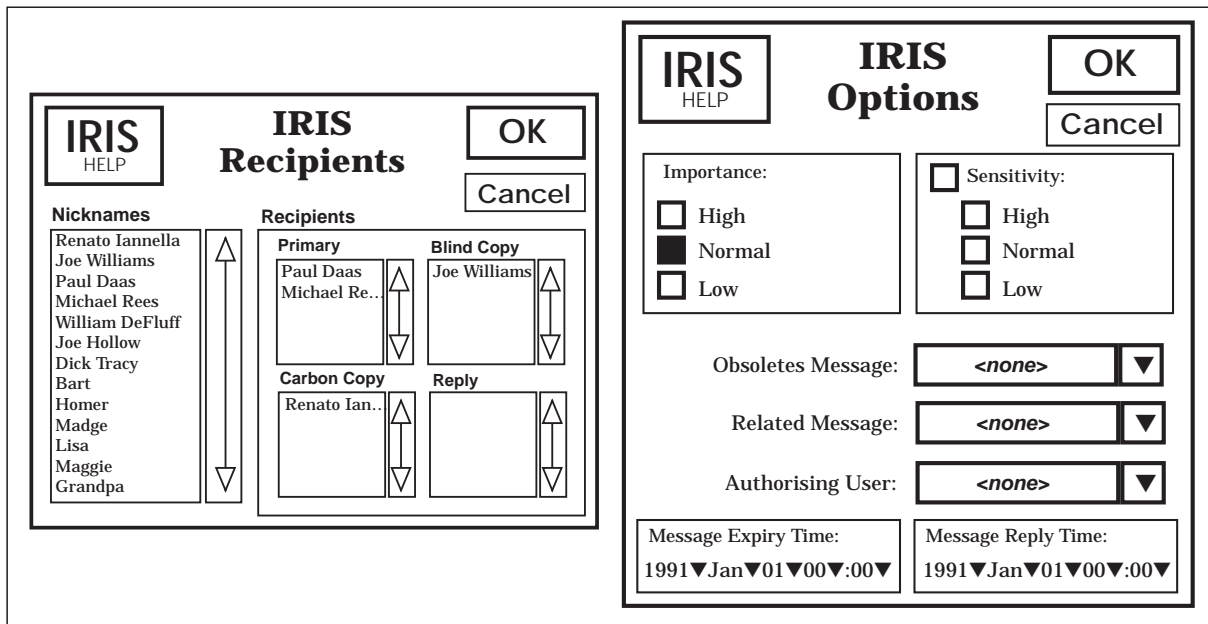 IRIS
HELP
IRIS
Recipients
OK
Cancel
Nicknames
Renato Iannella
Joe Williams
Paul Daas
Michael Rees
William DeFluff
Joe Hollow
Dick Tracy
Bart
Homer
Madge
Lisa
Maggie
Grandpa
Recipients
Primary
Paul Daas
Michael Re...
Blind Copy
Joe Williams
Carbon Copy
Renato Ian...
Reply
IRIS
HELP
IRIS
Options
OK
Cancel
Importance:
High
Normal
Low
Sensitivity:
High
Normal
Low
Obsoletes Message: <none> ▼
Related Message: <none> ▼
Authorising User: <none> ▼
Message Expiry Time:
1991▼Jan▼01▼00▼:00▼
Message Reply Time:
1991▼Jan▼01▼00▼:00▼